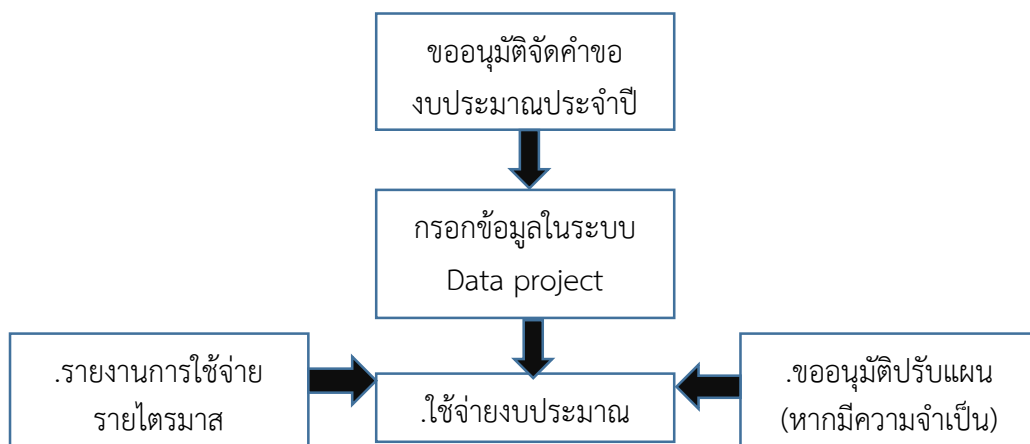 ขออนุมัติจัดคำขอ
งบประมาณประจำปี
กรอกข้อมูลในระบบ
Data project
.รายงานการใช้จ่าย
รายไตรมาส
.ใช้จ่ายงบประมาณ
.ขออนุมัติปรับแผน
(หากมีความจำเป็น)